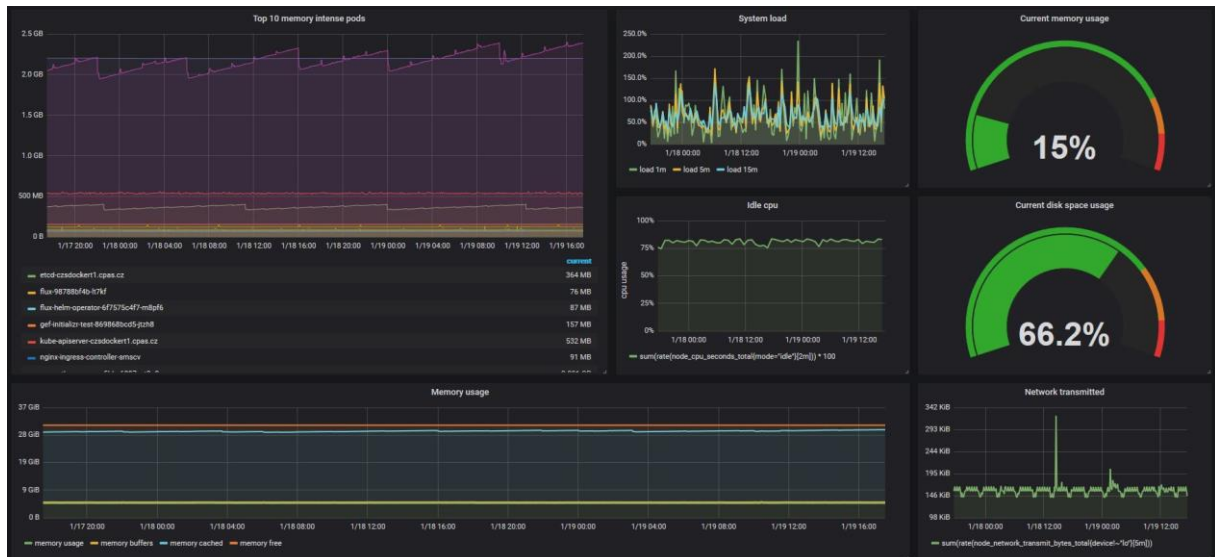 Top 10 memory intense pods
2.5 GB
2.0 GB
1.5 GB
1.0 GB
500 MB
0 B
1/17 20:00 1/18 00:00 1/18 04:00 1/18 08:00 1/18 12:00 1/18 16:00 1/18 20:00 1/19 00:00 1/19 04:00 1/19 08:00 1/19 12:00 1/19 16:00
current
etcd-czsdockert1.cpas.cz 364 MB
flux-98788bf4b-lt7kf 76 MB
flux-helm-operator-6f7575c4f7-m8pf6 87 MB
gef-initializr-test-869868bcd5-jtzh8 157 MB
kube-apiserver-czsdockert1.cpas.cz 532 MB
nginx-ingress-controller-smscv 91 MB
System load
250.0%
200.0%
150.0%
100.0%
50.0%
0%
1/18 00:00 1/18 12:00 1/19 00:00 1/19 12:00
load 1m load 5m load 15m
Current memory usage
15%
Idle cpu
cpu usage
100%
75%
50%
25%
0%
1/18 00:00 1/18 12:00 1/19 00:00 1/19 12:00
sum(rate(node_cpu_seconds_total{mode="idle"}[2m])) * 100
Current disk space usage
66.2%
Memory usage
37 GiB
28 GiB
19 GiB
9 GiB
0 B
1/17 20:00 1/18 00:00 1/18 04:00 1/18 08:00 1/18 12:00 1/18 16:00 1/18 20:00 1/19 00:00 1/19 04:00 1/19 08:00 1/19 12:00 1/19 16:00
memory usage memory buffers memory cached memory free
Network transmitted
342 KiB
293 KiB
244 KiB
195 KiB
146 KiB
98 KiB
1/18 00:00 1/18 12:00 1/19 00:00 1/19 12:00
sum(rate(node_network_transmit_bytes_total{device!~"lo"}[5m]))